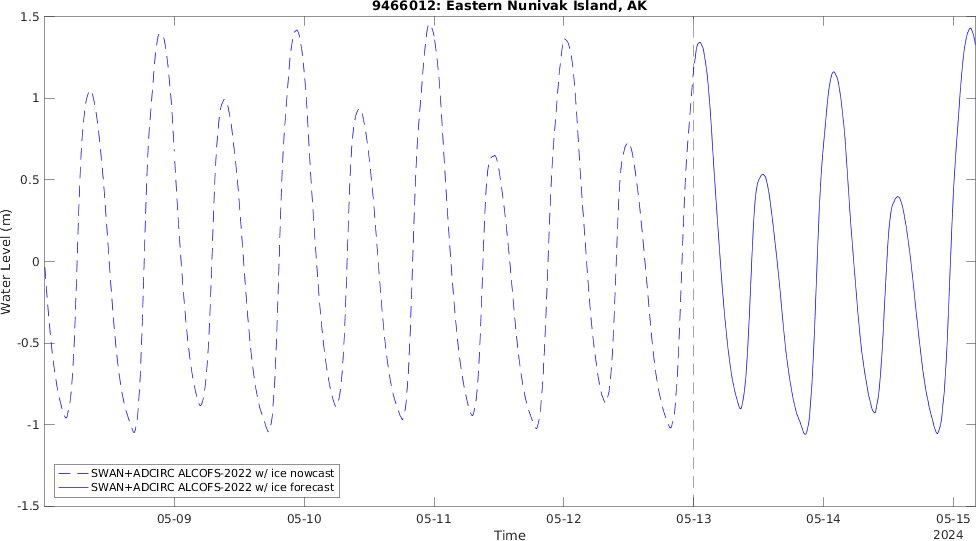 9466012: Eastern Nunivak Island, AK
1.5
1
0.5
0
-0.5
-1
-1.5
Water Level (m)
SWAN+ADCIRC ALCOFS-2022 w/ ice nowcast
SWAN+ADCIRC ALCOFS-2022 w/ ice forecast
05-09 05-10 05-11 05-12 05-13 05-14 05-15
Time
2024